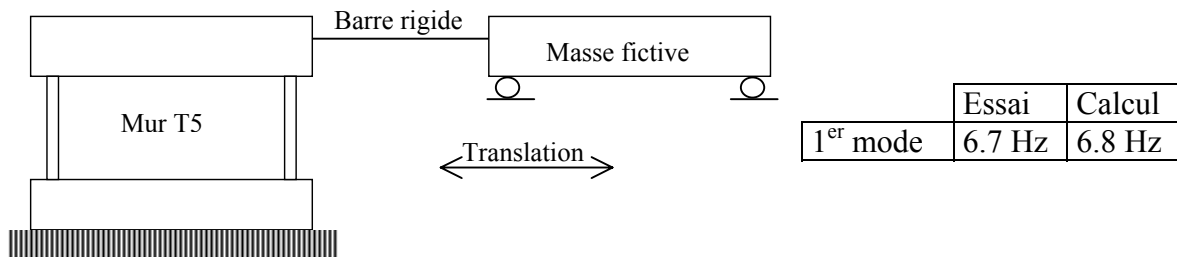 Barre rigide
Masse fictive
Mur T5
Translation
Essai Calcul
1er mode 6.7 Hz 6.8 Hz